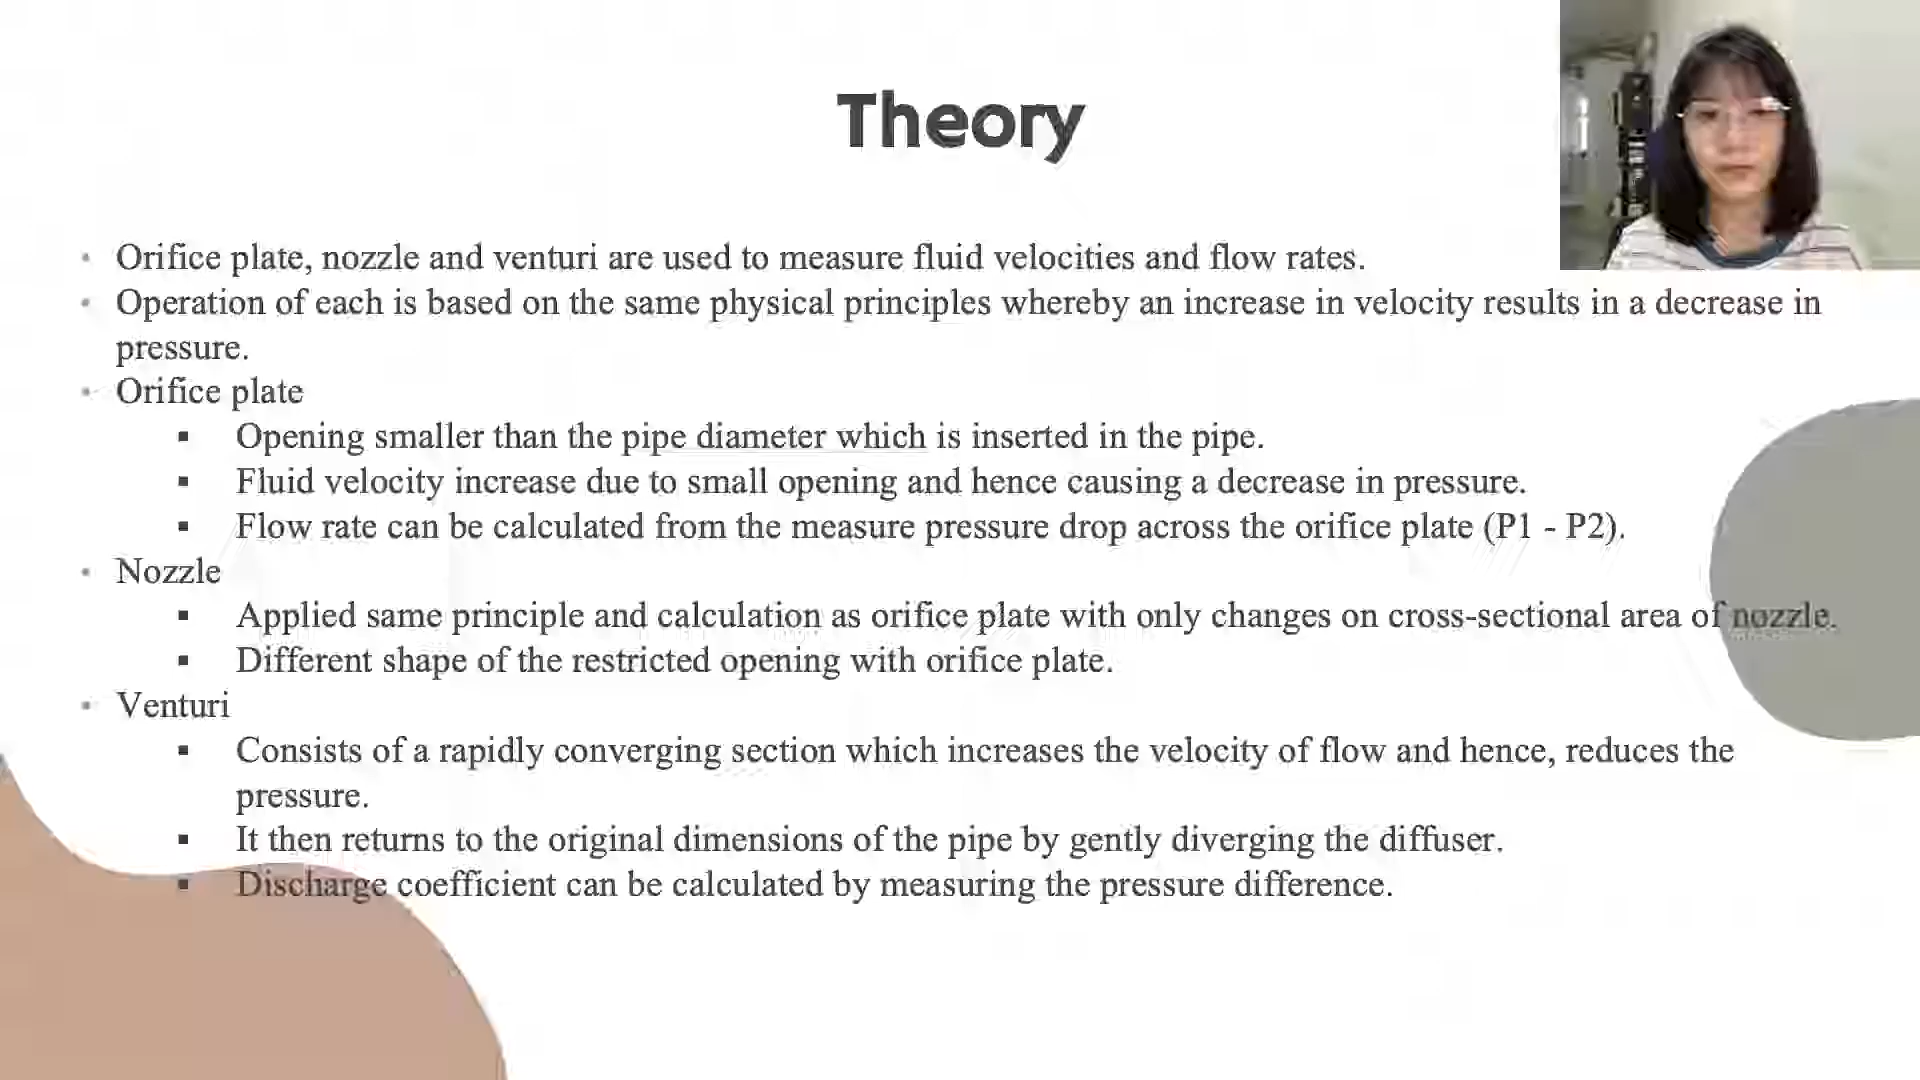 Theory
• Orifice plate, nozzle and venturi are used to measure fluid velocities and flow rates.
• Operation of each is based on the same physical principles whereby an increase in velocity results in a decrease in
pressure.
• Orifice plate
▪ Opening smaller than the pipe diameter which is inserted in the pipe.
▪ Fluid velocity increase due to small opening and hence causing a decrease in pressure.
▪ Flow rate can be calculated from the measure pressure drop across the orifice plate (P1 - P2).
• Nozzle
▪ Applied same principle and calculation as orifice plate with only changes on cross-sectional area of nozzle.
▪ Different shape of the restricted opening with orifice plate.
• Venturi
▪ Consists of a rapidly converging section which increases the velocity of flow and hence, reduces the
pressure.
▪ It then returns to the original dimensions of the pipe by gently diverging the diffuser.
▪ Discharge coefficient can be calculated by measuring the pressure difference.